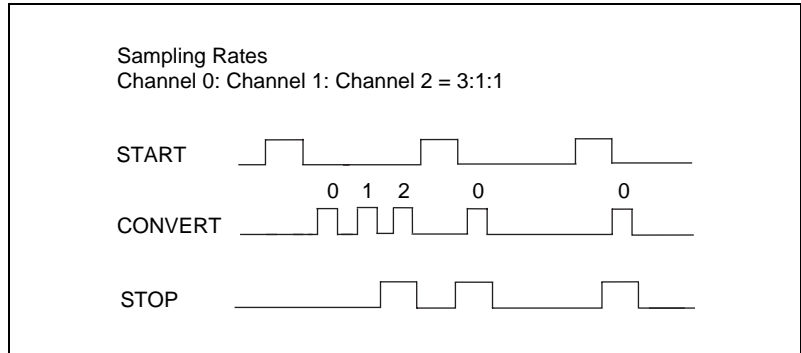 Sampling Rates
Channel 0: Channel 1: Channel 2 = 3:1:1
START
0 1 2 0 0
CONVERT
STOP